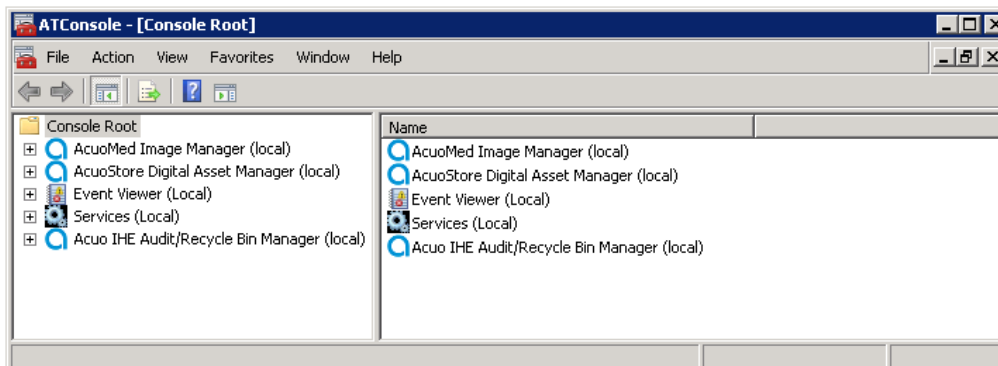 ATConsole - [Console Root]
File Action View Favorites Window Help
Console Root
AcuoMed Image Manager (local)
AcuoStore Digital Asset Manager (local)
Event Viewer (Local)
Services (Local)
Acuo IHE Audit/Recycle Bin Manager (local)
Name
AcuoMed Image Manager (local)
AcuoStore Digital Asset Manager (local)
Event Viewer (Local)
Services (Local)
Acuo IHE Audit/Recycle Bin Manager (local)